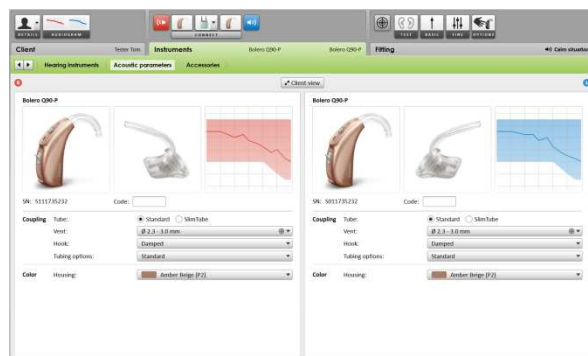 DETAILS AUDIOGRAM CONNECT TEST BASIC FINE OPTIONS
Client Tester Tom Instruments Bolero Q90-P Bolero Q90-P Fitting Calm situation
Hearing instruments Acoustic parameters Accessories
Client view
Bolero Q90-P Bolero Q90-P
SN: Code: SN: Code:
Coupling Tube: Standard SlimTube Coupling Tube: Standard SlimTube
Vent: Ø 2.3 - 3.0 mm Vent: Ø 2.3 - 3.0 mm
Hook: Damped Hook: Damped
Tubing options: Standard Tubing options: Standard
Color Housing: Amber Beige (P2) Color Housing: Amber Beige (P2)